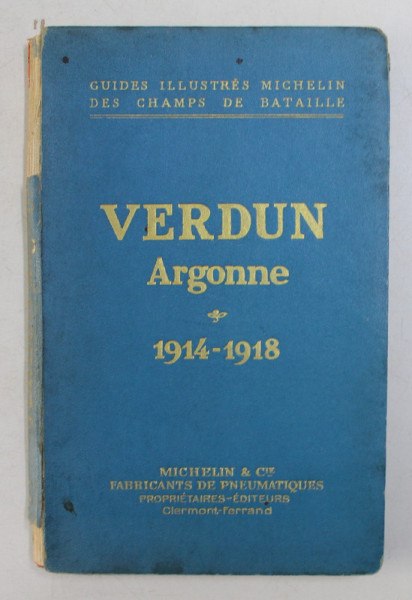 GUIDES ILLUSTRÉS MICHELIN
DES CHAMPS DE BATAILLE
VERDUN
Argonne
1914-1918
MICHELIN & Cie
FABRICANTS DE PNEUMATIQUES
PROPRIÉTAIRES-ÉDITEURS
Clermont-Ferrand